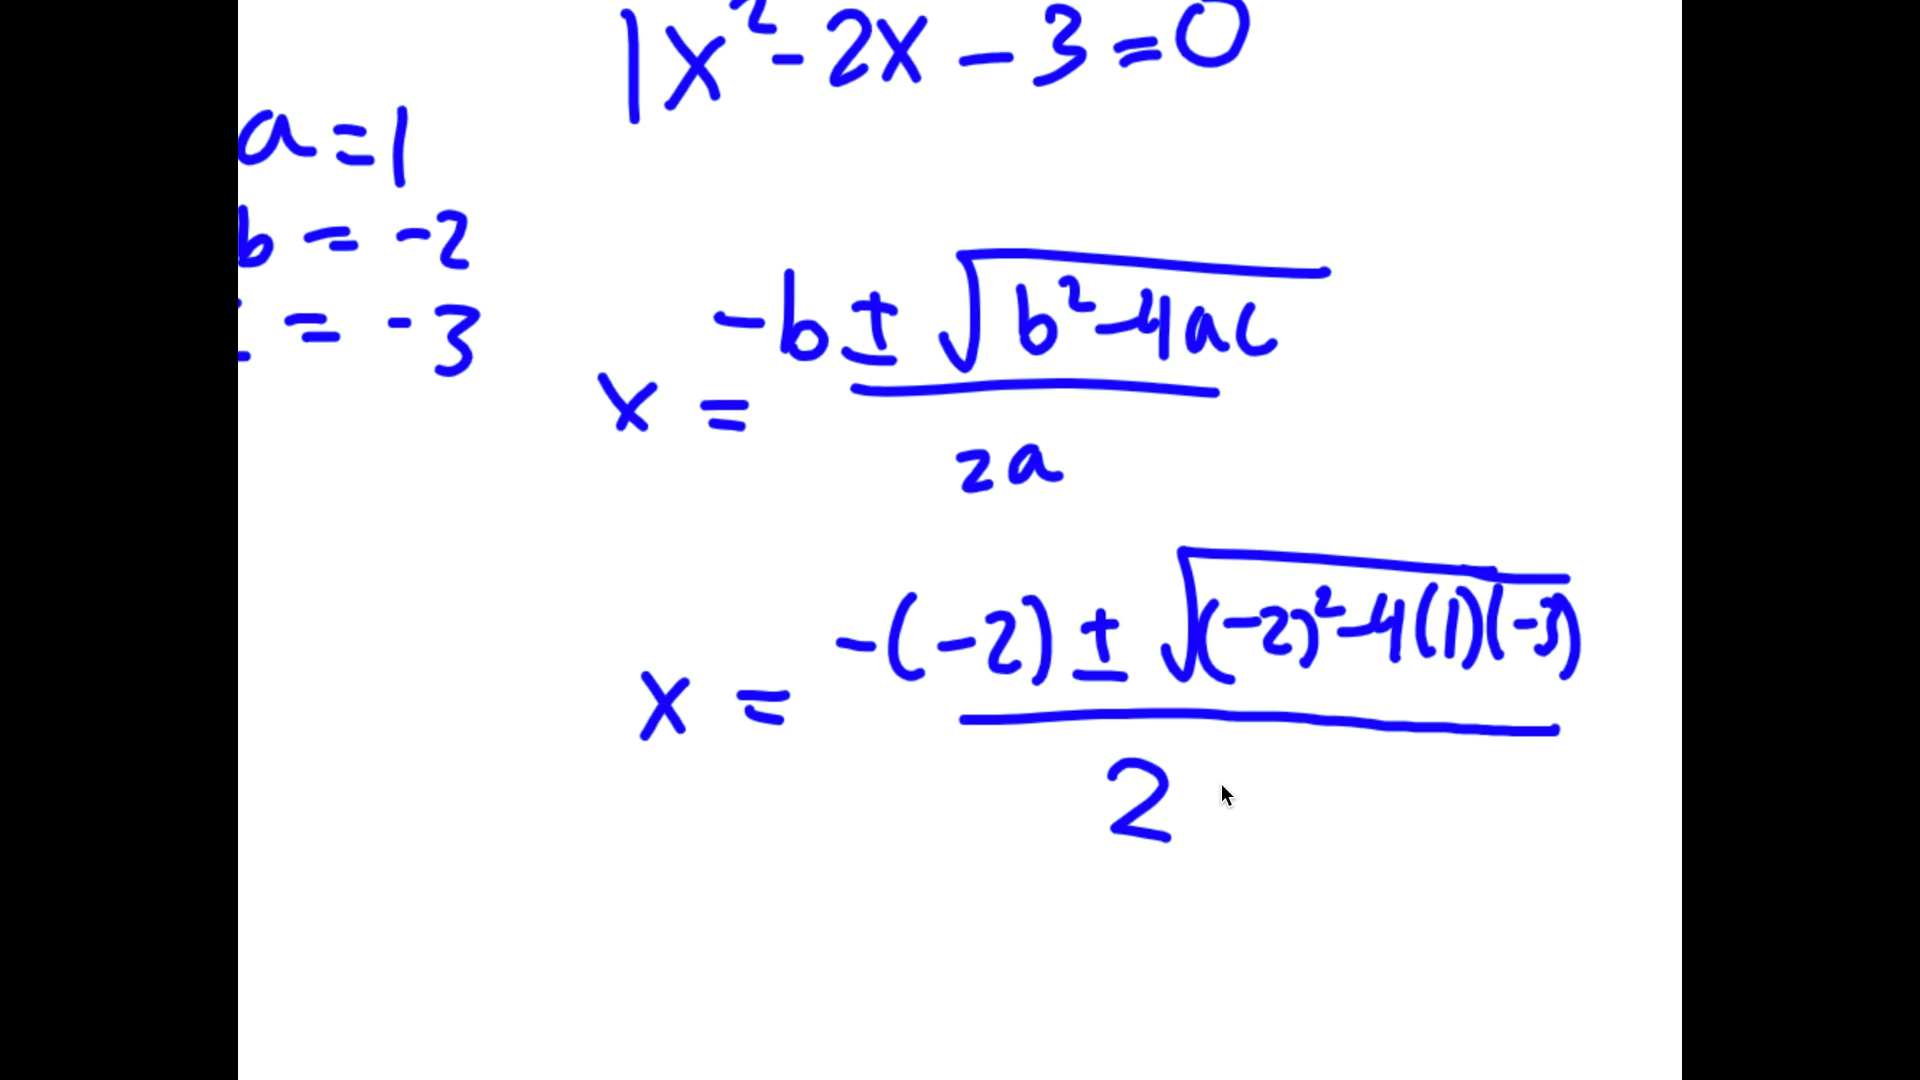 1x²-2x-3=0
a=1
b=-2
=-3
x = (-b ± √(b²-4ac)) / 2a
x = (-(-2) ± √((-2)²-4(1)(-3))) / 2